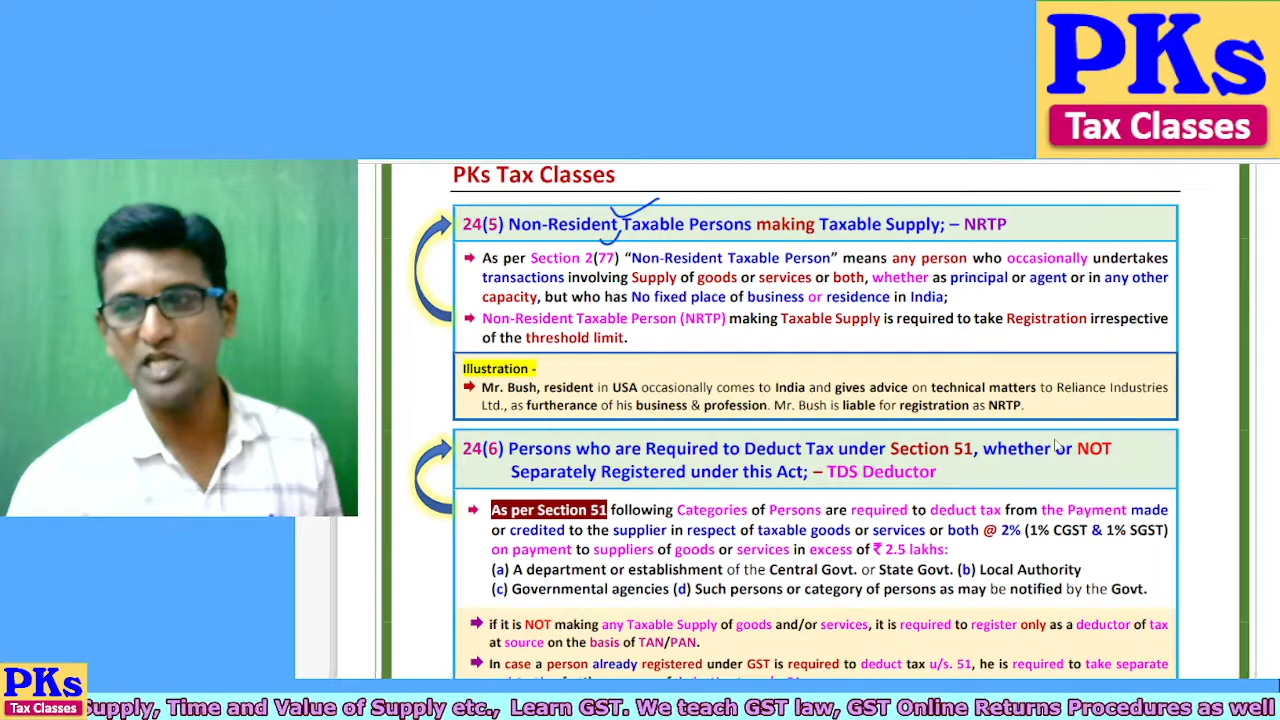 PKs
Tax Classes
PKs Tax Classes
24(5) Non-Resident Taxable Persons making Taxable Supply; – NRTP
As per Section 2(77) “Non-Resident Taxable Person” means any person who occasionally undertakes
transactions involving Supply of goods or services or both, whether as principal or agent or in any other
capacity, but who has No fixed place of business or residence in India;
Non-Resident Taxable Person (NRTP) making Taxable Supply is required to take Registration irrespective
of the threshold limit.
Illustration -
Mr. Bush, resident in USA occasionally comes to India and gives advice on technical matters to Reliance Industries
Ltd., as furtherance of his business & profession. Mr. Bush is liable for registration as NRTP.
24(6) Persons who are Required to Deduct Tax under Section 51, whether or NOT
Separately Registered under this Act; – TDS Deductor
As per Section 51 following Categories of Persons are required to deduct tax from the Payment made
or credited to the supplier in respect of taxable goods or services or both @ 2% (1% CGST & 1% SGST)
on payment to suppliers of goods or services in excess of ₹ 2.5 lakhs:
(a) A department or establishment of the Central Govt. or State Govt. (b) Local Authority
(c) Governmental agencies (d) Such persons or category of persons as may be notified by the Govt.
if it is NOT making any Taxable Supply of goods and/or services, it is required to register only as a deductor of tax
at source on the basis of TAN/PAN.
In case a person already registered under GST is required to deduct tax u/s. 51, he is required to take separate
PKs
Tax Classes
Supply, Time and Value of Supply etc., Learn GST. We teach GST law, GST Online Returns Procedures as well